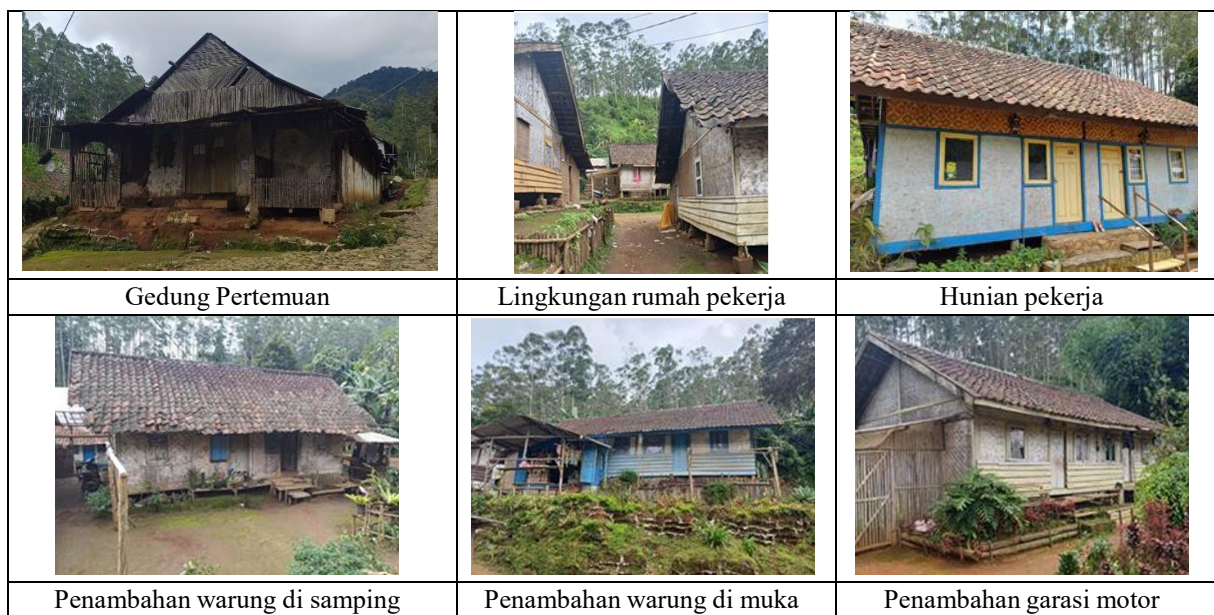 Gedung Pertemuan
Lingkungan rumah pekerja
Hunian pekerja
Penambahan warung di samping
Penambahan warung di muka
Penambahan garasi motor